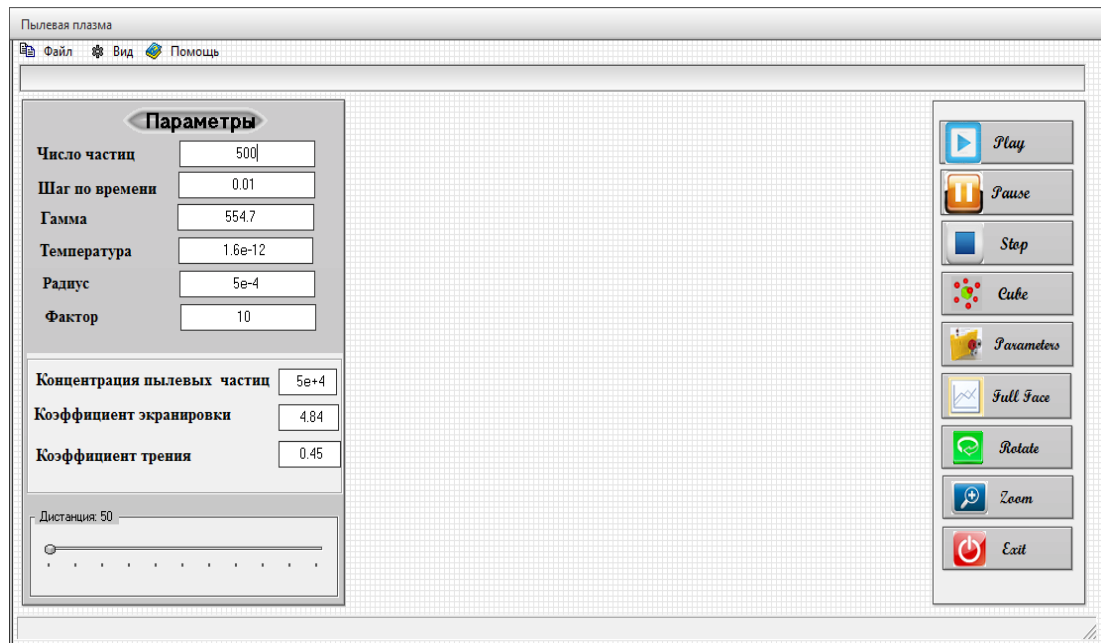 Пылевая плазма
Файл Вид Помощь
Параметры
Число частиц 500
Шаг по времени 0.01
Гамма 554.7
Температура 1.6e-12
Радиус 5e-4
Фактор 10
Концентрация пылевых частиц 5e+4
Коэффициент экранировки 4.84
Коэффициент трения 0.45
Дистанция: 50
Play
Pause
Stop
Cube
Parameters
Full Face
Rotate
Zoom
Exit